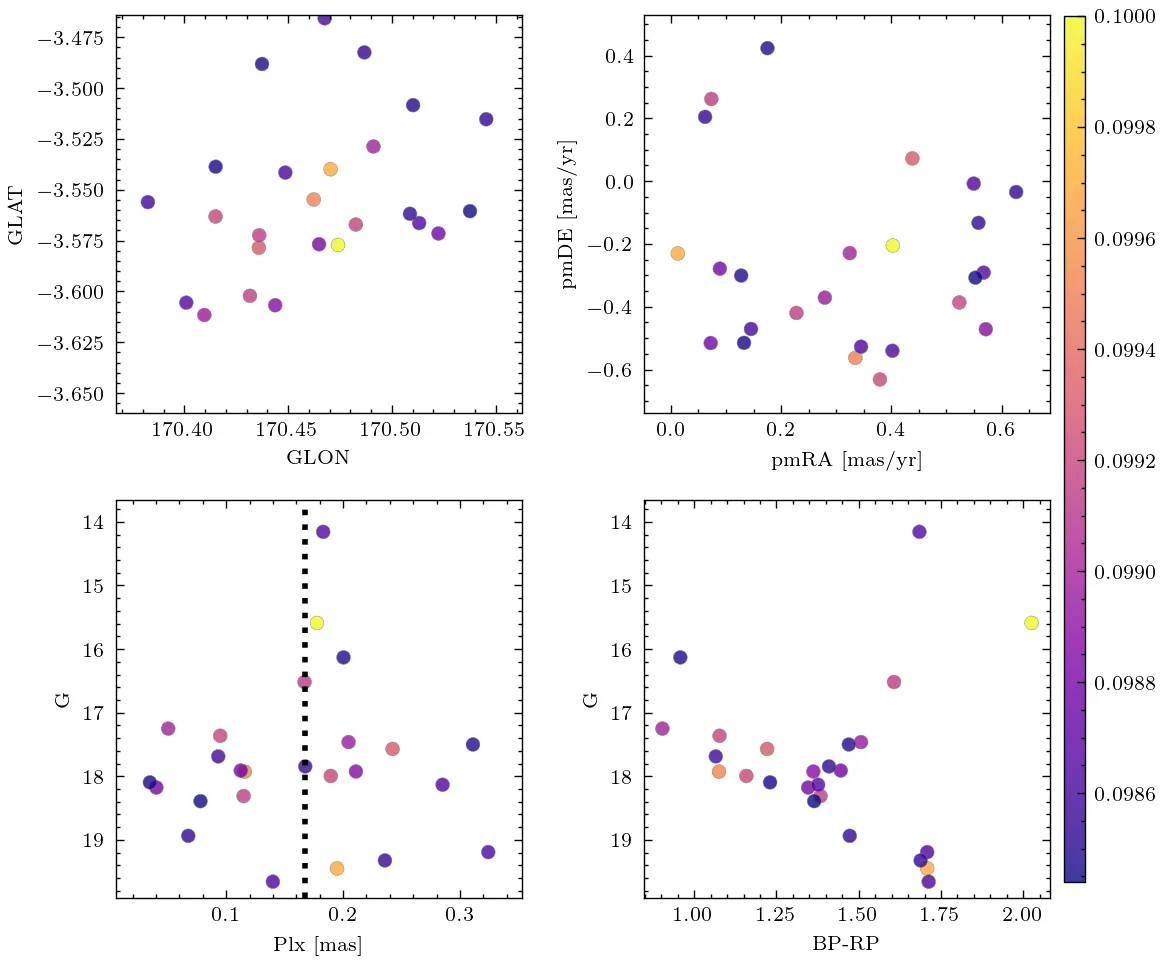 −3.475
−3.500
−3.525
−3.550
−3.575
−3.600
−3.625
−3.650
GLAT
170.40 170.45 170.50 170.55
GLON
0.4
0.2
0.0
−0.2
−0.4
−0.6
pmDE [mas/yr]
0.0 0.2 0.4 0.6
pmRA [mas/yr]
14
15
16
17
18
19
G
0.1 0.2 0.3
Plx [mas]
14
15
16
17
18
19
G
1.00 1.25 1.50 1.75 2.00
BP-RP
0.1000
0.0998
0.0996
0.0994
0.0992
0.0990
0.0988
0.0986